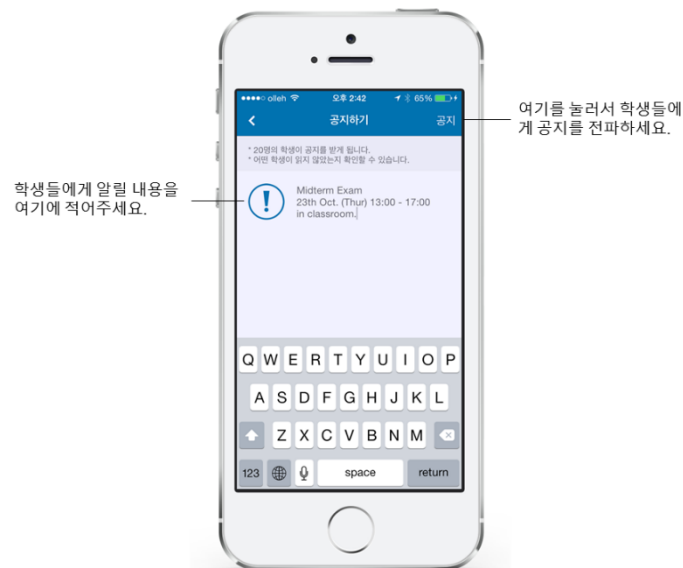 olleh 오후 2:42 65%
공지하기 공지
* 20명의 학생이 공지를 받게 됩니다.
* 어떤 학생이 읽지 않았는지 확인할 수 있습니다.
Midterm Exam
23th Oct. (Thur) 13:00 - 17:00
in classroom.
여기를 눌러서 학생들에
게 공지를 전파하세요.
학생들에게 알릴 내용을
여기에 적어주세요.
Q W E R T Y U I O P
A S D F G H J K L
Z X C V B N M
123 space return